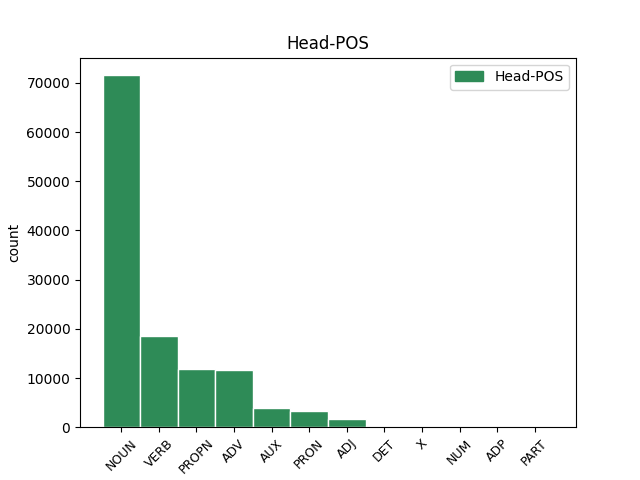 Head-POS
Head-POS
count
70000
60000
50000
40000
30000
20000
10000
0
NOUN
VERB
PROPN
ADV
AUX
PRON
ADJ
DET
X
NUM
ADP
PART